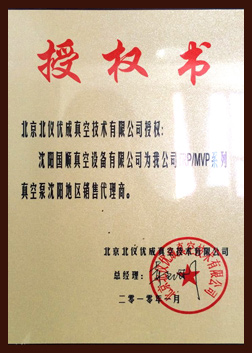 授权书
北京北仪优成真空技术有限公司授权:
沈阳国顺真空设备有限公司为我公司RP/MVP系列
真空泵沈阳地区销售代理商。
北京北仪优成真空技术有限公司
总经理:
二零一零年一月